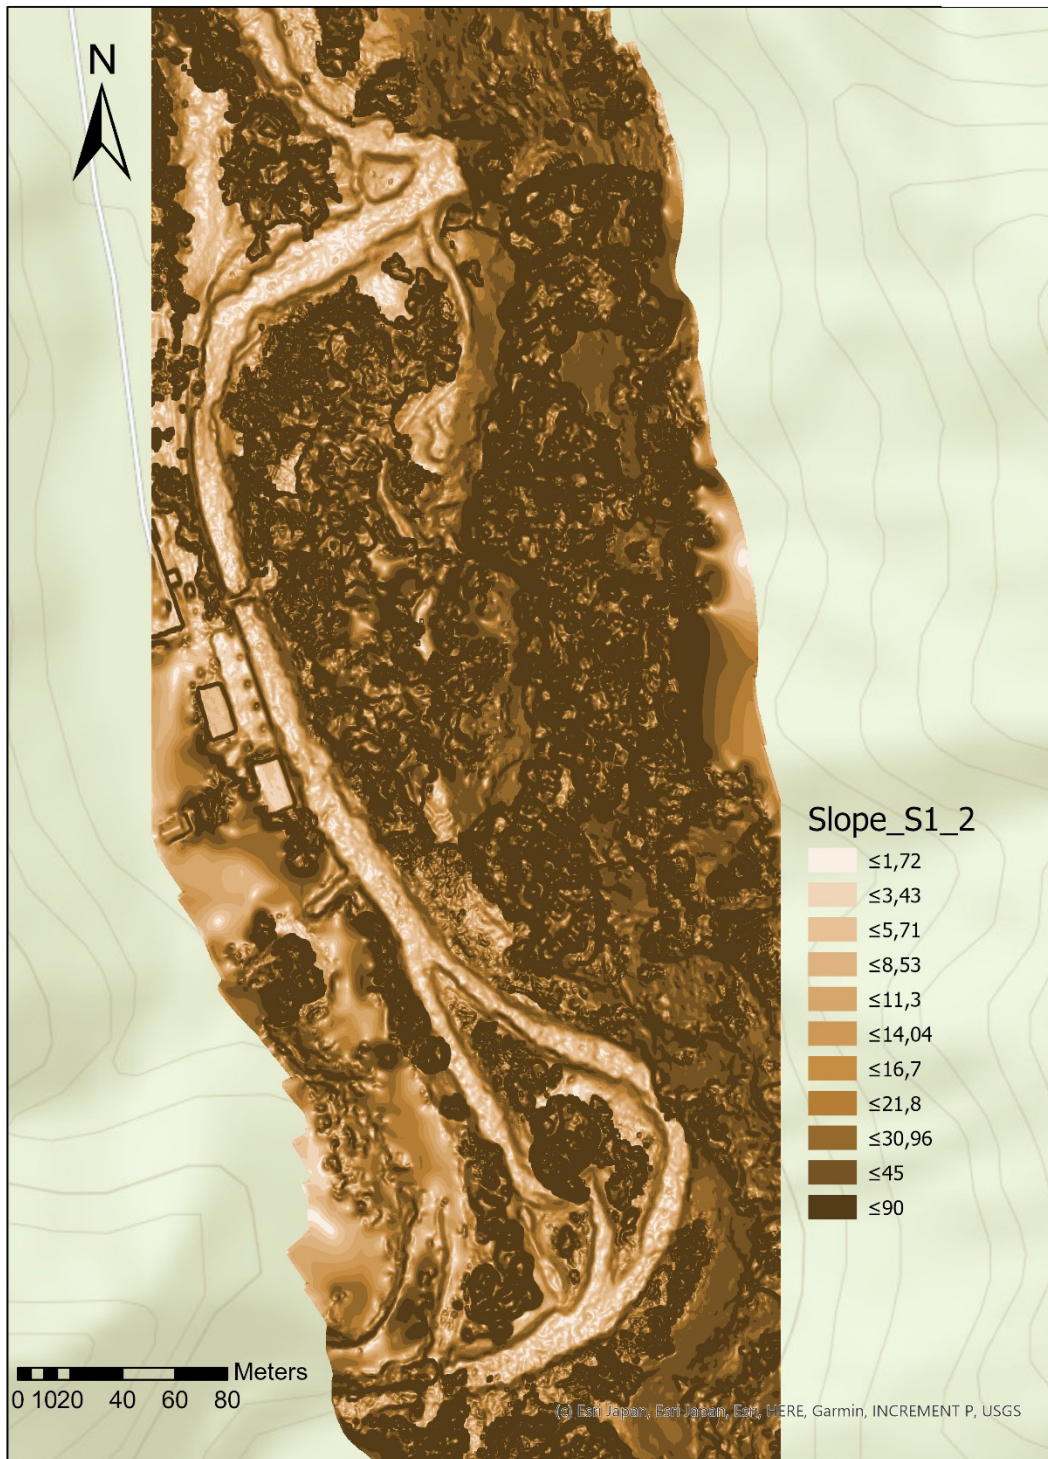 N
Slope_S1_2
≤1,72
≤3,43
≤5,71
≤8,53
≤11,3
≤14,04
≤16,7
≤21,8
≤30,96
≤45
≤90
Meters
0 1020 40 60 80
(c) Esri Japan, Esri Japan, Esri, HERE, Garmin, INCREMENT P, USGS